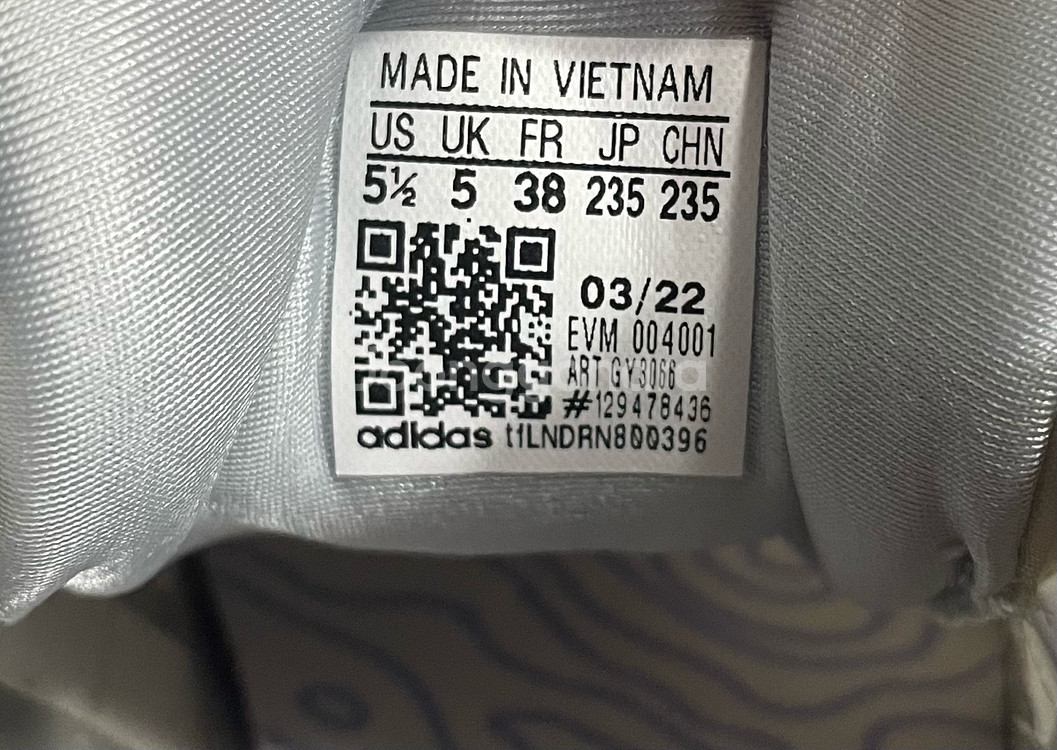 MADE IN VIETNAM
US UK FR JP CHN
5½ 5 38 235 235
03/22
EVM 004001
ART GY3066
#129478436
adidas t1LNDRN800396